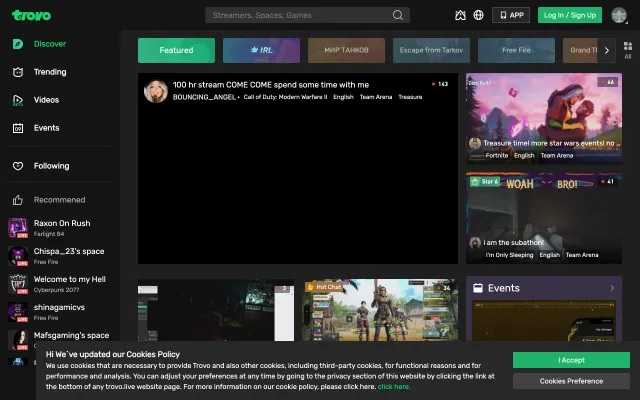 trovo
Streamers, Spaces, Games
APP
Log In / Sign Up
Discover
Trending
Videos
Events
Following
Recommened
Raxon On Rush
Farlight 84
Chispa_23's space
Free Fire
Welcome to my Hell
Cyberpunk 2077
shinagamicvs
Free Fire
Mafsgaming's space
Featured
IRL
МИР ТАНКОВ
Escape from Tarkov
Free Fire
All
100 hr stream COME COME spend some time with me
143
BOUNCING_ANGEL • Call of Duty: Modern Warfare II English Team Arena Treasure
66
Treasure time! more star wars events! no ...
Fortnite English Team Arena
Star 6
41
WOAH BRO!
I am the subathon!
I'm Only Sleeping English Team Arena
3
Hot Chat
34
Events
Hi We`ve updated our Cookies Policy
We use cookies that are necessary to provide Trovo and also other cookies, including third-party cookies, for functional reasons and for
performance and analysis. You can adjust your preferences at any time by going to the privacy section of this website by clicking the link at
the bottom of any trovo.live website page. For more information on our cookie policy, please click here. click here.
I Accept
Cookies Preference